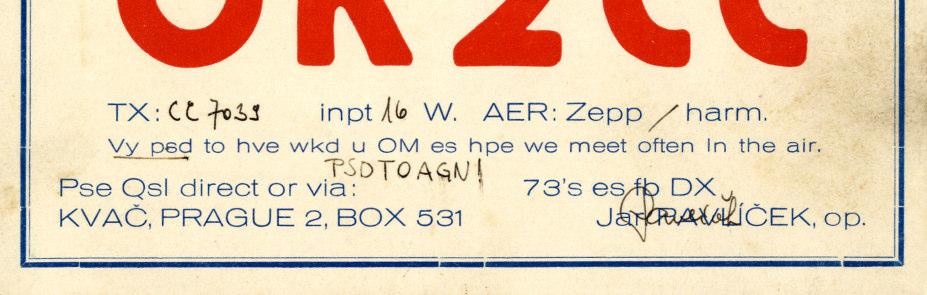 OK2CC
TX: CC 7039 inpt 16 W. AER: Zepp / harm.
Vy psd to hve wkd u OM es hpe we meet often In the air.
PSDTOAGN!
Pse Qsl direct or via: 73's es fb DX
KVAČ, PRAGUE 2, BOX 531 Jan PAVLÍČEK, op.